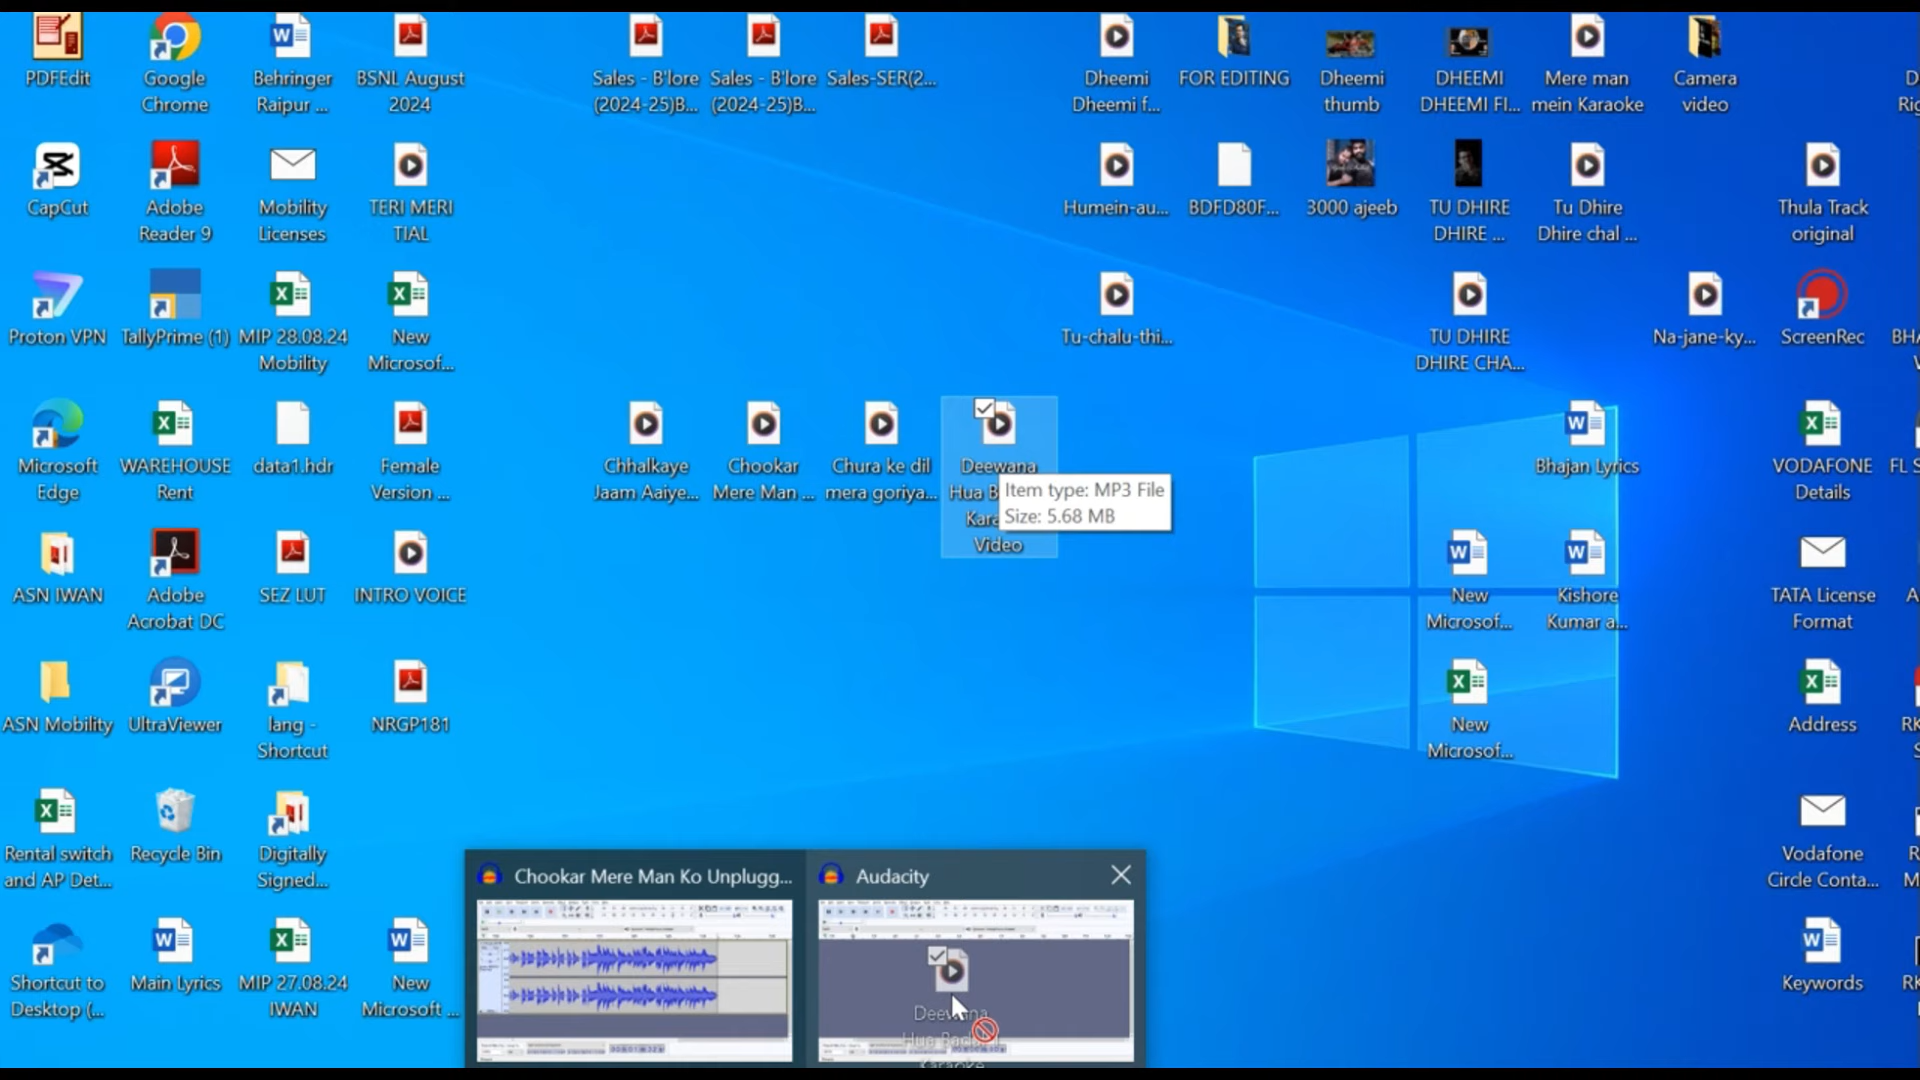 PDFEdit
Google
Chrome
Behringer
Raipur ...
BSNL August
2024
Sales - B'lore
(2024-25)B...
Sales - B'lore
(2024-25)B...
Sales-SER(2...
Dheemi
Dheemi f...
FOR EDITING
Dheemi
thumb
DHEEMI
DHEEMI FI...
Mere man
mein Karaoke
Camera
video
CapCut
Adobe
Reader 9
Mobility
Licenses
TERI MERI
TIAL
Humein-au...
BDFD80F...
3000 ajeeb
TU DHIRE
DHIRE ...
Tu Dhire
Dhire chal ...
Thula Track
original
Proton VPN
TallyPrime (1)
MIP 28.08.24
Mobility
New
Microsof...
Tu-chalu-thi...
TU DHIRE
DHIRE CHA...
Na-jane-ky...
ScreenRec
Microsoft
Edge
WAREHOUSE
Rent
data1.hdr
Female
Version ...
Chhalkaye
Jaam Aaiye...
Chookar
Mere Man ...
Chura ke dil
mera goriya...
Deewana
Hua B
Kara
Video
Item type: MP3 File
Size: 5.68 MB
Bhajan Lyrics
VODAFONE
Details
FL S
ASN IWAN
Adobe
Acrobat DC
SEZ LUT
INTRO VOICE
New
Microsof...
Kishore
Kumar a...
TATA License
Format
ASN Mobility
UltraViewer
lang -
Shortcut
NRGP181
New
Microsof...
Address
Rental switch
and AP Det...
Recycle Bin
Digitally
Signed...
Vodafone
Circle Conta...
Chookar Mere Man Ko Unplugg...
Audacity
Shortcut to
Desktop (...
Main Lyrics
MIP 27.08.24
IWAN
New
Microsoft ...
Keywords